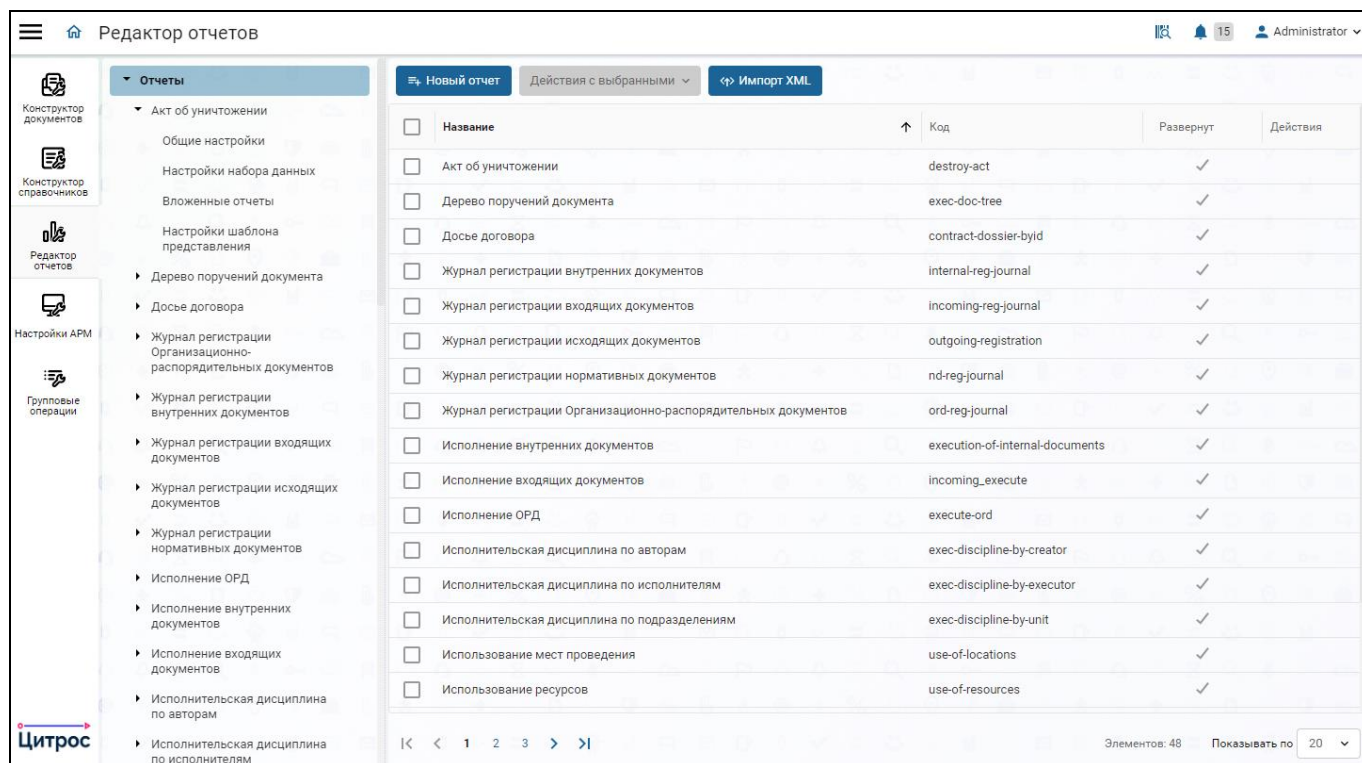 Редактор отчетов
15
Administrator
Конструктор
документов
Конструктор
справочников
Редактор
отчетов
Настройки АРМ
Групповые
операции
Цитрос
Отчеты
Акт об уничтожении
Общие настройки
Настройки набора данных
Вложенные отчеты
Настройки шаблона
представления
Дерево поручений документа
Досье договора
Журнал регистрации
Организационно-
распорядительных документов
Журнал регистрации
внутренних документов
Журнал регистрации входящих
документов
Журнал регистрации исходящих
документов
Журнал регистрации
нормативных документов
Исполнение ОРД
Исполнение внутренних
документов
Исполнение входящих
документов
Исполнительская дисциплина
по авторам
Исполнительская дисциплина
по исполнителям
Новый отчет Действия с выбранными Импорт XML
Название Код Развернут Действия
Акт об уничтожении destroy-act
Дерево поручений документа exec-doc-tree
Досье договора contract-dossier-byid
Журнал регистрации внутренних документов internal-reg-journal
Журнал регистрации входящих документов incoming-reg-journal
Журнал регистрации исходящих документов outgoing-registration
Журнал регистрации нормативных документов nd-reg-journal
Журнал регистрации Организационно-распорядительных документов ord-reg-journal
Исполнение внутренних документов execution-of-internal-documents
Исполнение входящих документов incoming_execute
Исполнение ОРД execute-ord
Исполнительская дисциплина по авторам exec-discipline-by-creator
Исполнительская дисциплина по исполнителям exec-discipline-by-executor
Исполнительская дисциплина по подразделениям exec-discipline-by-unit
Использование мест проведения use-of-locations
Использование ресурсов use-of-resources
1 2 3 Элементов: 48 Показывать по 20